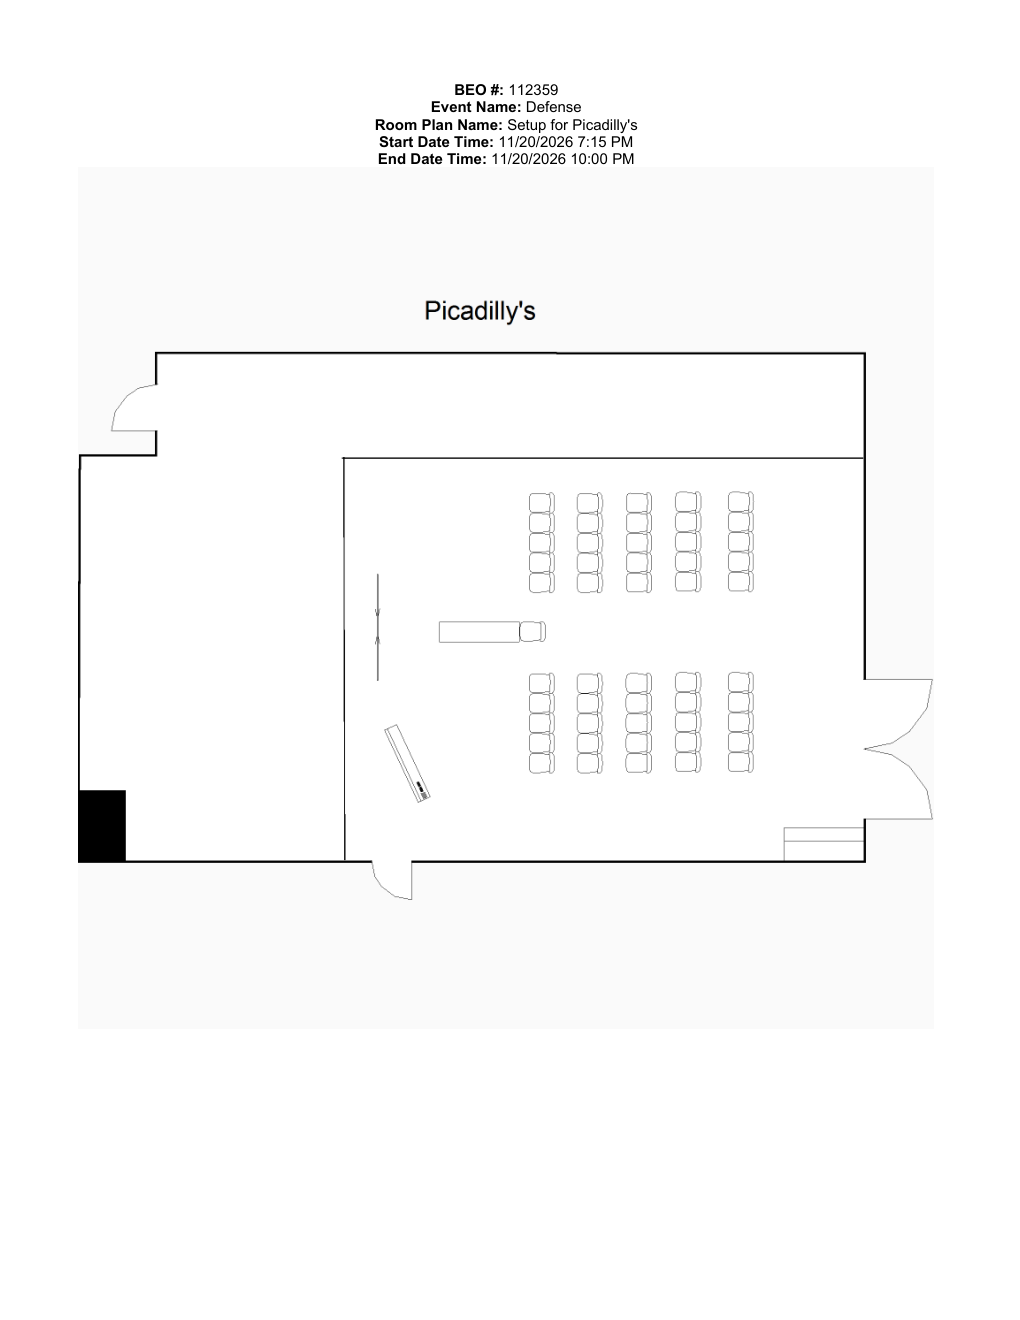 BEO #: 112359
Event Name: Defense
Room Plan Name: Setup for Picadilly's
Start Date Time: 11/20/2026 7:15 PM
End Date Time: 11/20/2026 10:00 PM
Picadilly's